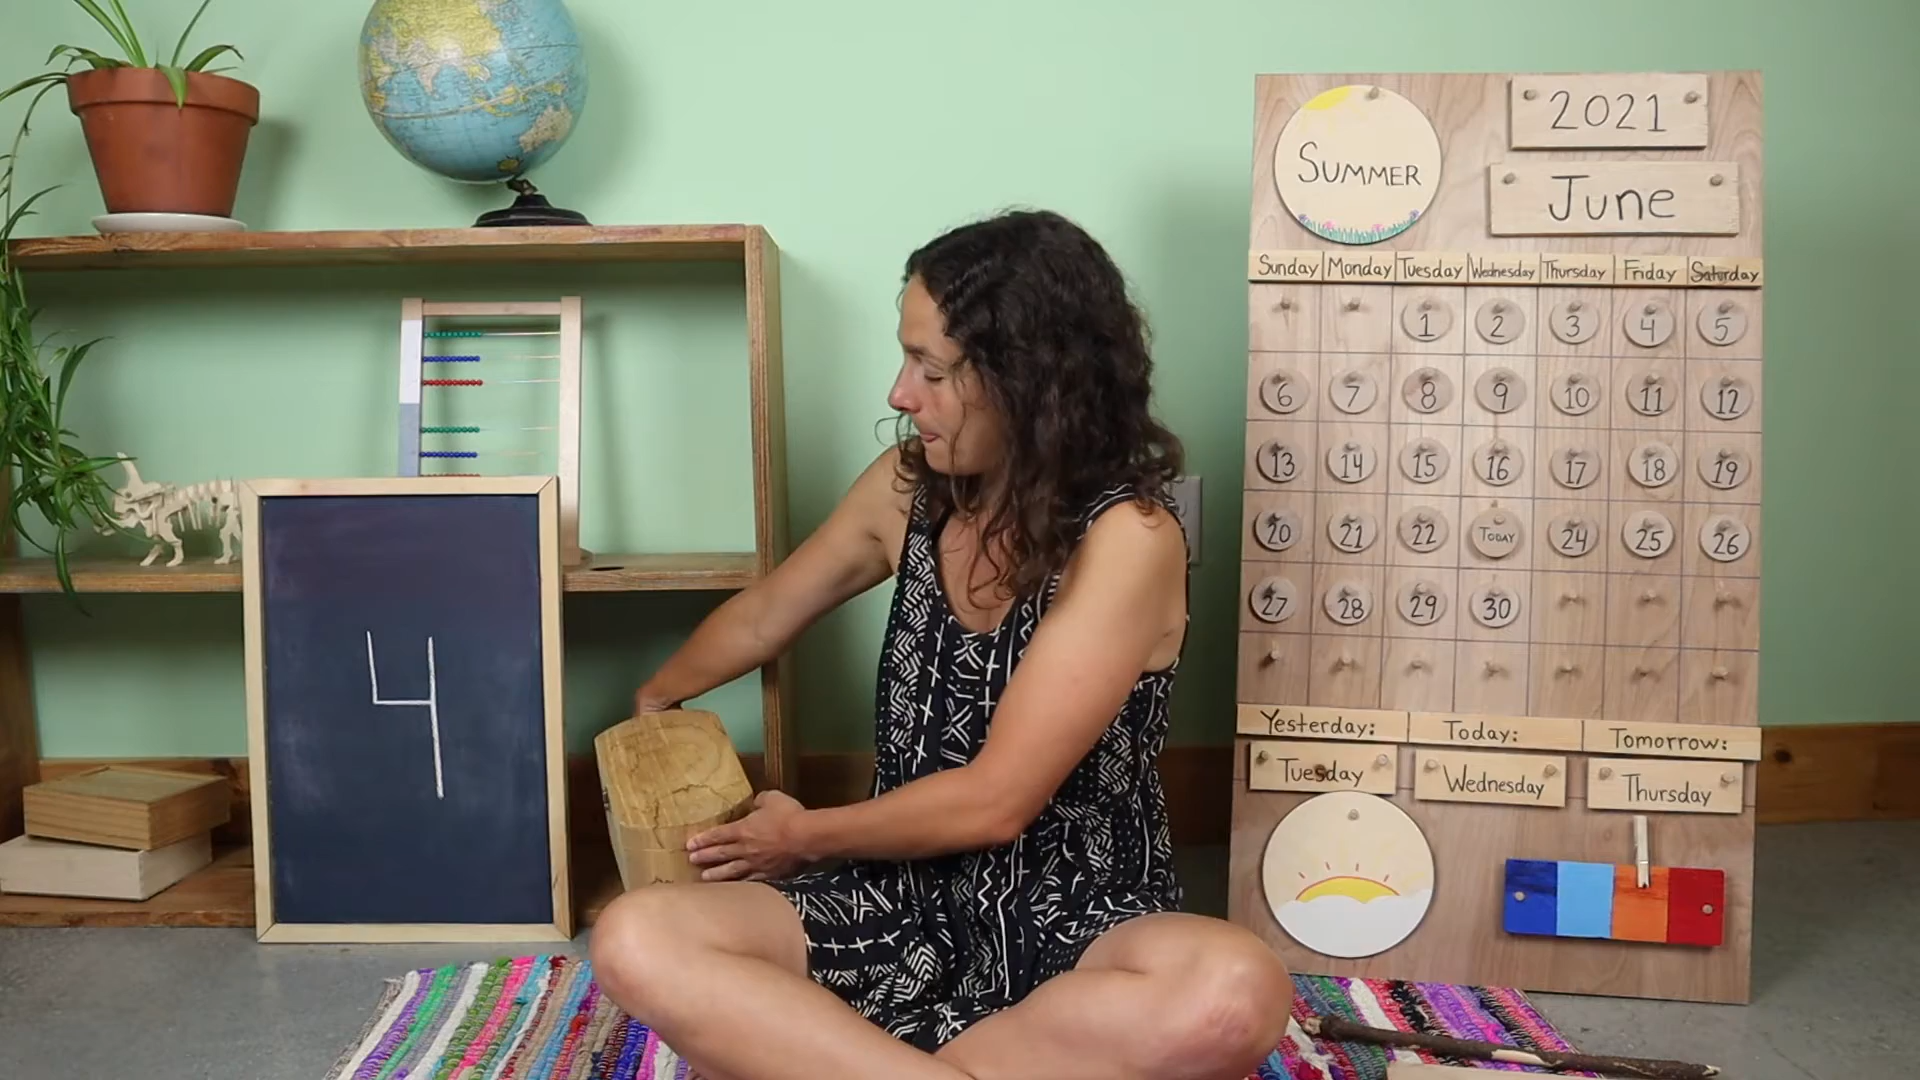 4
SUMMER
2021
June
Sunday Monday Tuesday Wednesday Thursday Friday Saturday
1 2 3 4 5
6 7 8 9 10 11 12
13 14 15 16 17 18 19
20 21 22 TODAY 24 25 26
27 28 29 30
Yesterday: Today: Tomorrow:
Tuesday Wednesday Thursday